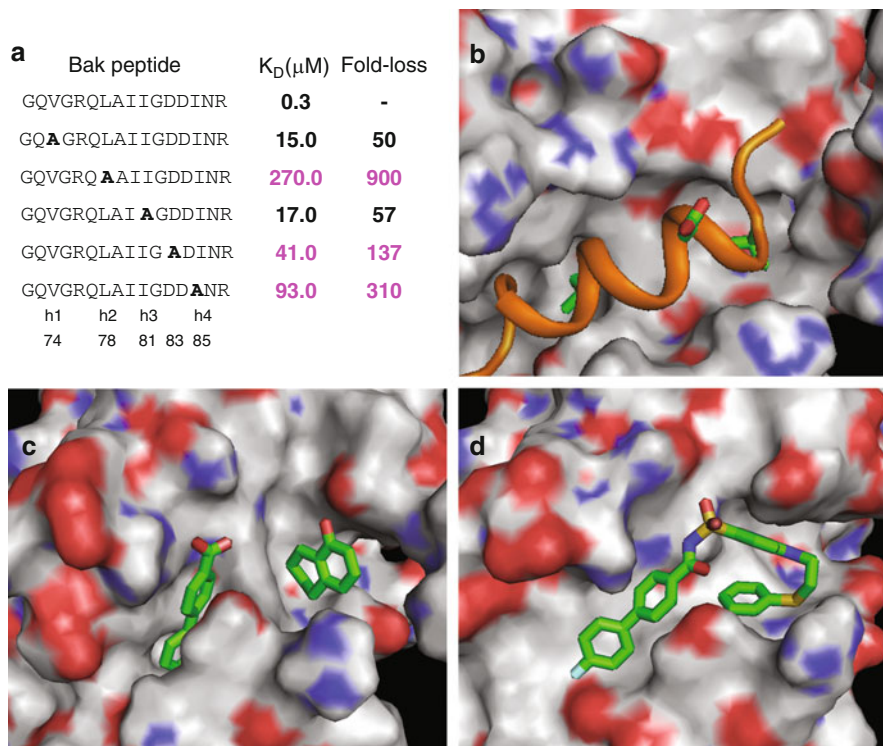 a
Bak peptide KD(µM) Fold-loss
GQVGRQLAIIGDDINR 0.3 -
GQAGRQLAIIGDDINR 15.0 50
GQVGRQAAIIGDDINR 270.0 900
GQVGRQLAIAGDDINR 17.0 57
GQVGRQLAIIGADINR 41.0 137
GQVGRQLAIIGDDANR 93.0 310
h1 h2 h3 h4
74 78 81 83 85
b
c
d